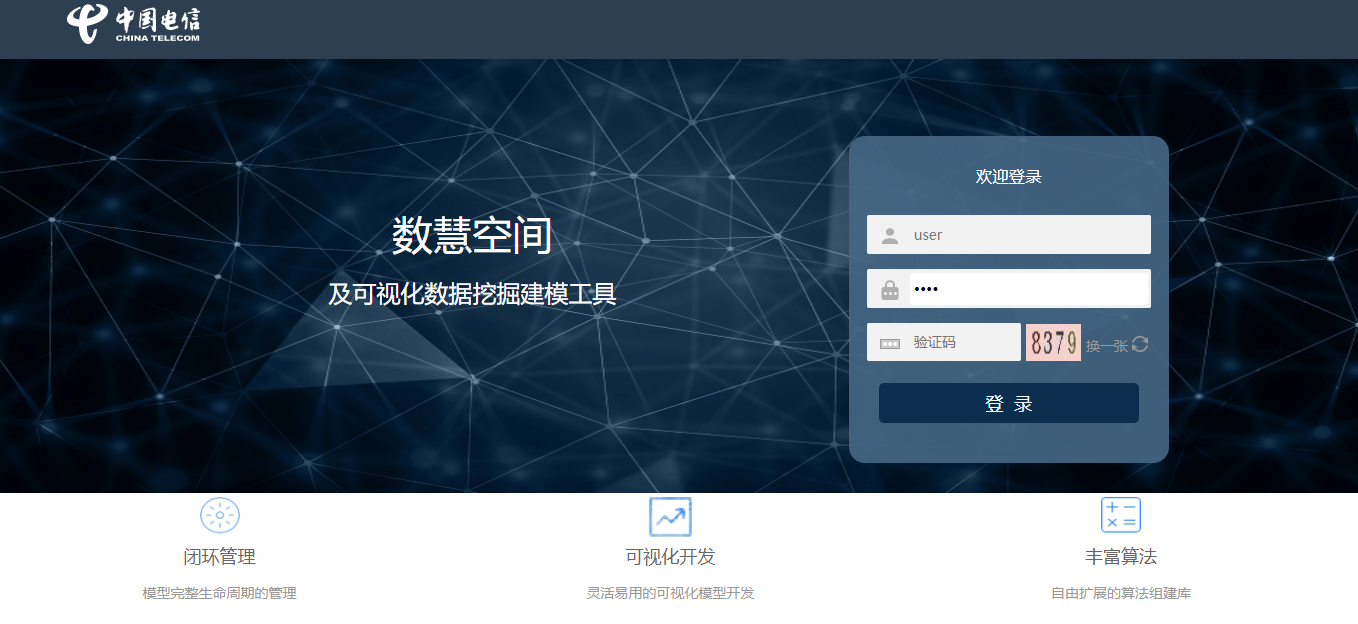 中国电信
CHINA TELECOM
数慧空间
及可视化数据挖掘建模工具
欢迎登录
user
••••
验证码
8379
换一张
登 录
闭环管理
模型完整生命周期的管理
可视化开发
灵活易用的可视化模型开发
丰富算法
自由扩展的算法组建库